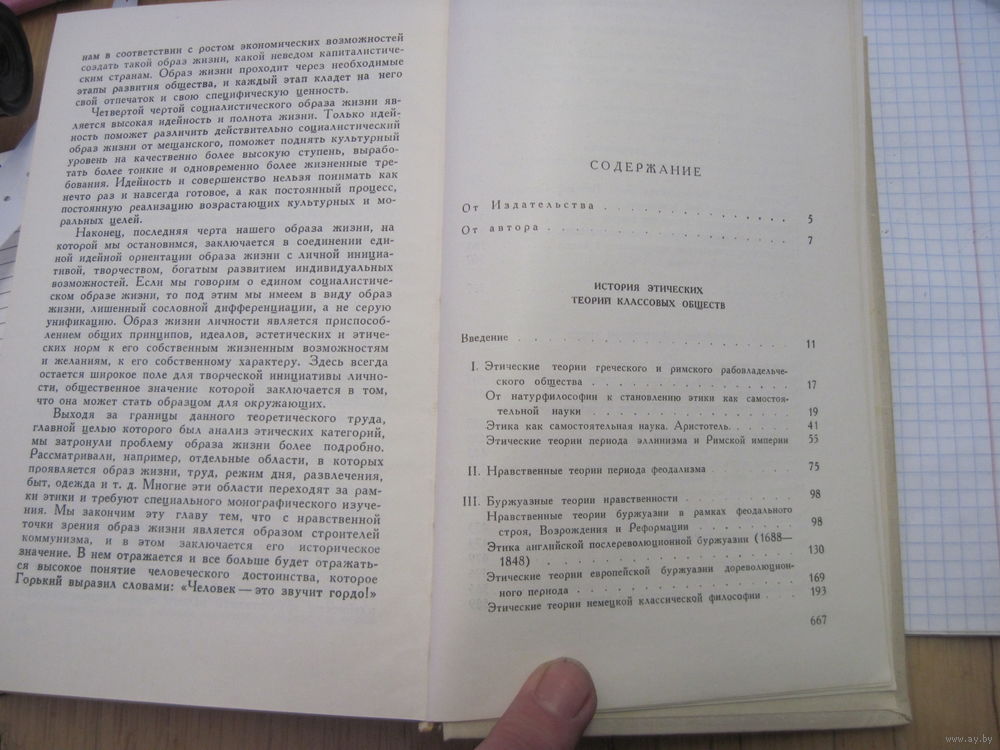 нам в соответствии с ростом экономических возможностей
создать такой образ жизни, какой неведом капиталистиче-
ским странам. Образ жизни проходит через необходимые
этапы развития общества, и каждый этап кладет на него
свой отпечаток и свою специфическую ценность.
Четвертой чертой социалистического образа жизни яв-
ляется высокая идейность и полнота жизни. Только идей-
ность поможет различить действительно социалистический
образ жизни от мещанского, поможет поднять культурный
уровень на качественно более высокую ступень, вырабо-
тать более тонкие и одновременно более жизненные тре-
бования. Идейность и совершенство нельзя понимать как
нечто раз и навсегда готовое, а как постоянный процесс,
постоянную реализацию возрастающих культурных и мо-
ральных целей.
Наконец, последняя черта нашего образа жизни, на
которой мы остановимся, заключается в соединении еди-
ной идейной ориентации образа жизни с личной инициа-
тивой, творчеством, богатым развитием индивидуальных
возможностей. Если мы говорим о едином социалистиче-
ском образе жизни, то под этим мы имеем в виду образ
жизни, лишенный сословной дифференциации, а не серую
унификацию. Образ жизни личности является приспособ-
лением общих принципов, идеалов, эстетических и этиче-
ских норм к его собственным жизненным возможностям
и желаниям, к его собственному характеру. Здесь всегда
остается широкое поле для творческой инициативы лично-
сти, общественное значение которой заключается в том,
что она может стать образцом для окружающих.
Выходя за границы данного теоретического труда,
главной целью которого был анализ этических категорий,
мы затронули проблему образа жизни более подробно.
Рассматривали, например, отдельные области, в которых
проявляется образ жизни, труд, режим дня, развлечения,
быт, одежда и т. д. Многие эти области переходят за рам-
ки этики и требуют специального монографического изуче-
ния. Мы закончим эту главу тем, что с нравственной
точки зрения образ жизни является образом строителей
коммунизма, и в этом заключается его историческое
значение. В нем отражается и все больше будет отражать-
ся высокое понятие человеческого достоинства, которое
Горький выразил словами: «Человек — это звучит гордо!»
СОДЕРЖАНИЕ
От Издательства . . . . . . . . . . 5
От автора . . . . . . . . . . . . 7
ИСТОРИЯ ЭТИЧЕСКИХ
ТЕОРИЙ КЛАССОВЫХ ОБЩЕСТВ
Введение . . . . . . . . . . . . 11
I. Этические теории греческого и римского рабовладельче-
ского общества . . . . . . . . . . 17
От натурфилософии к становлению этики как самостоя-
тельной науки . . . . . . . . . . 19
Этика как самостоятельная наука. Аристотель. . . . . 41
Этические теории периода эллинизма и Римской империи 55
II. Нравственные теории периода феодализма . . . . . 75
III. Буржуазные теории нравственности . . . . . . . 98
Нравственные теории буржуазии в рамках феодального
строя, Возрождения и Реформации . . . . . . 98
Этика английской послереволюционной буржуазии (1688—
1848) . . . . . . . . . . . . 130
Этические теории европейской буржуазии дореволюцион-
ного периода . . . . . . . . . . 169
Этические теории немецкой классической философии . . . 193
667
www.ay.by